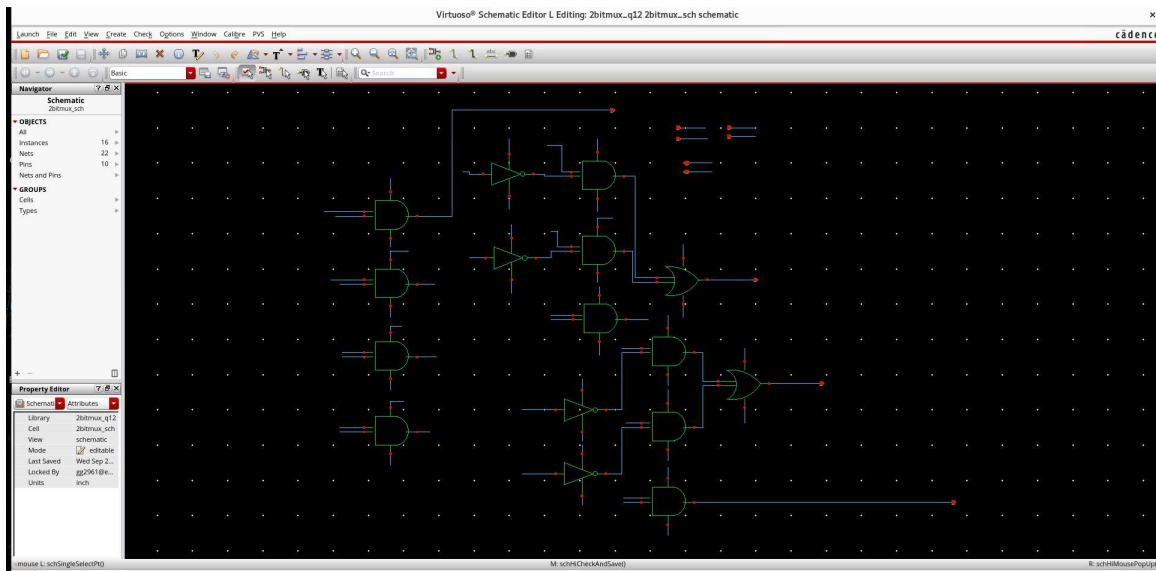 Virtuoso® Schematic Editor L Editing: 2bitmux_q12 2bitmux_sch schematic
Launch File Edit View Create Check Options Window Calibre PVS Help
cādence
Basic
Search
Navigator
Schematic
2bitmux_sch
OBJECTS
All
Instances 16
Nets 22
Pins 10
Nets and Pins
GROUPS
Cells
Types
Property Editor
Schemati Attributes
Library 2bitmux_q12
Cell 2bitmux_sch
View schematic
Mode editable
Last Saved Wed Sep 2...
Locked By gg2961@e...
Units inch
mouse L: schSingleSelectPt() M: schHiCheckAndSave() R: schHiMousePopUp(